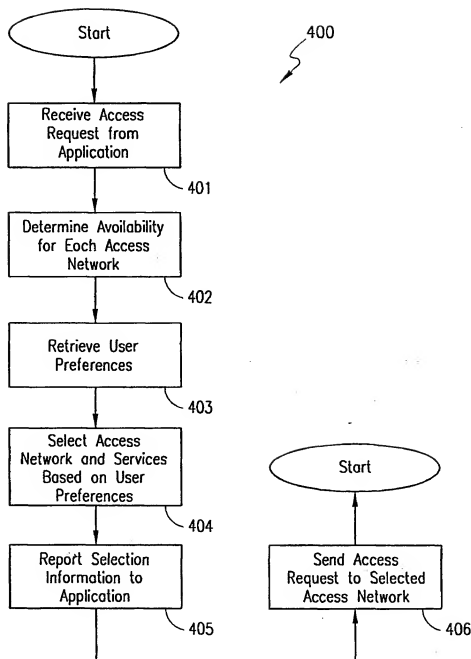 Start
400
Receive Access
Request from
Application
401
Determine Availability
for Eoch Access
Network
402
Retrieve User
Preferences
403
Select Access
Network and Services
Based on User
Preferences
404
Report Selection
Information to
Application
405
Start
Send Access
Request to Selected
Access Network
406